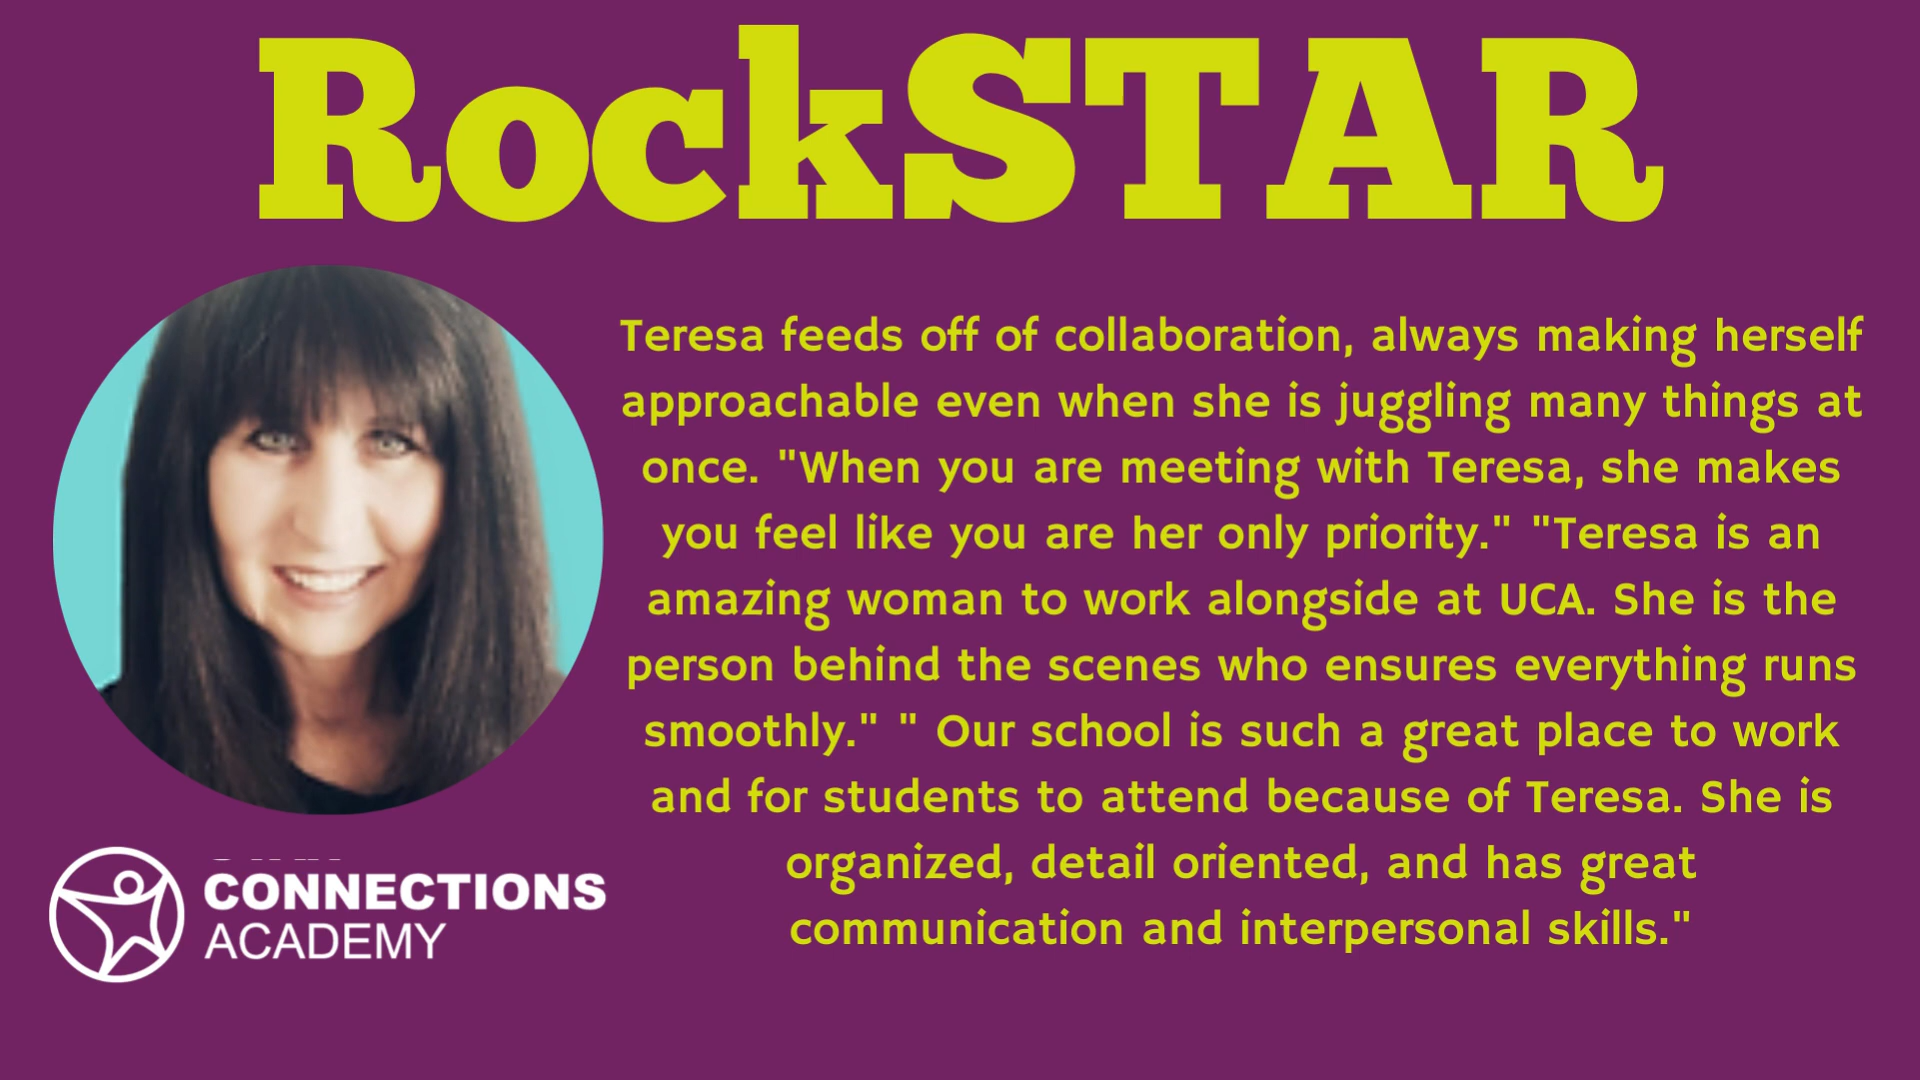 RockSTAR
Teresa feeds off of collaboration, always making herself
approachable even when she is juggling many things at
once. "When you are meeting with Teresa, she makes
you feel like you are her only priority." "Teresa is an
amazing woman to work alongside at UCA. She is the
person behind the scenes who ensures everything runs
smoothly." " Our school is such a great place to work
and for students to attend because of Teresa. She is
organized, detail oriented, and has great
communication and interpersonal skills."
CONNECTIONS
ACADEMY